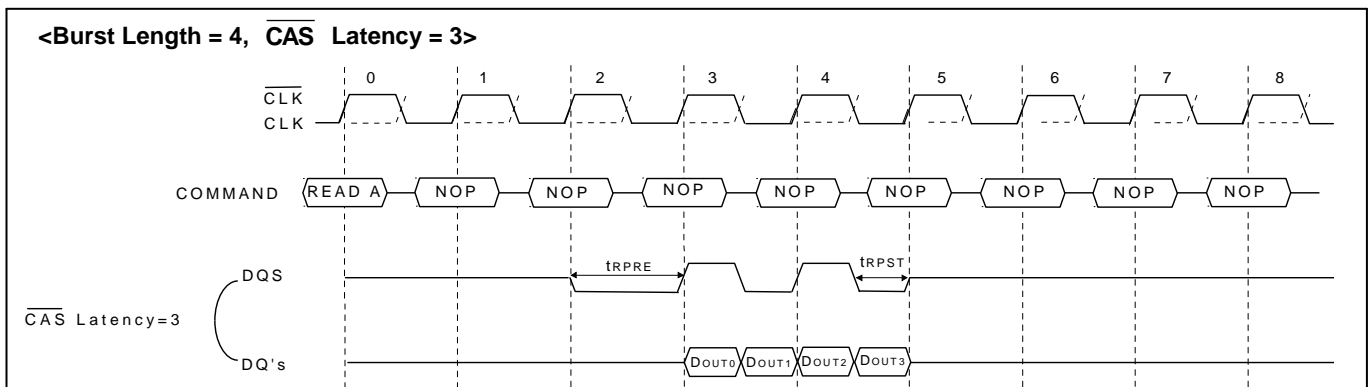 <Burst Length = 4, CAS Latency = 3>
0 1 2 3 4 5 6 7 8
CLK
CLK
COMMAND READ A NOP NOP NOP NOP NOP NOP NOP NOP
DQS tRPRE tRPST
CAS Latency=3
DQ's DOUT0 DOUT1 DOUT2 DOUT3